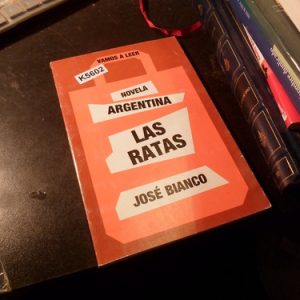 VAMOS A LEER
K5602
NOVELA
ARGENTINA
LAS
RATAS
JOSÉ BIANCO